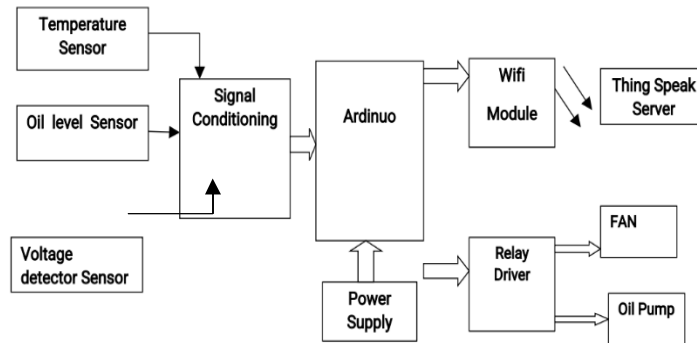 Temperature
Sensor
Oil level Sensor
Voltage
detector Sensor
Signal
Conditioning
Ardinuo
Power
Supply
Wifi
Module
Thing Speak
Server
Relay
Driver
FAN
Oil Pump